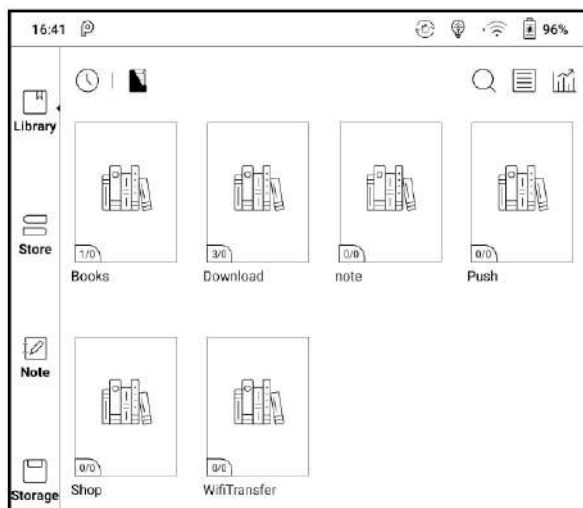 16:41 96%
Library
1/0 3/0 0/0 0/0
Books Download note Push
Store
Note
0/0 0/0
Shop WifiTransfer
Storage